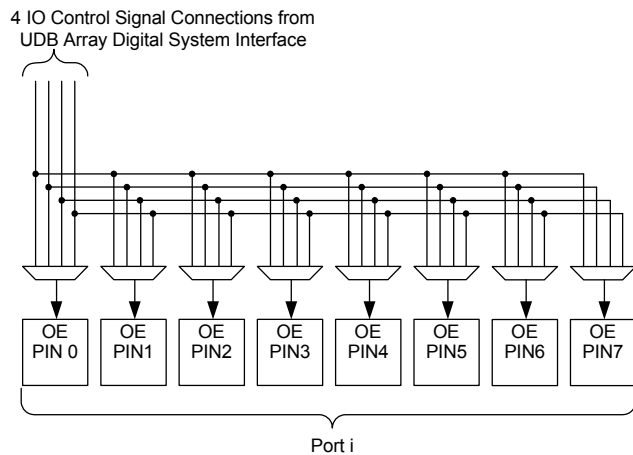 4 IO Control Signal Connections from
UDB Array Digital System Interface
OE OE OE OE OE OE OE OE
PIN 0 PIN1 PIN2 PIN3 PIN4 PIN5 PIN6 PIN7
Port i